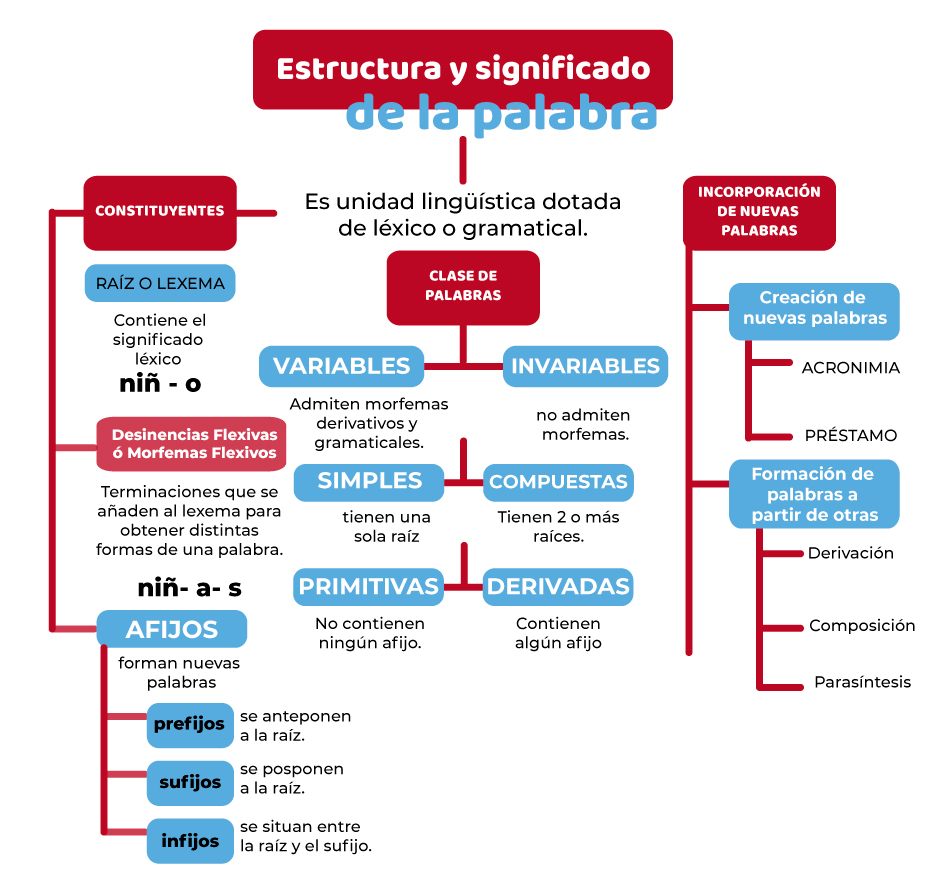 Estructura y significado
de la palabra
Es unidad lingüística dotada
de léxico o gramatical.
CONSTITUYENTES
RAÍZ O LEXEMA
Contiene el
significado
léxico
niñ - o
Desinencias Flexivas
ó Morfemas Flexivos
Terminaciones que se
añaden al lexema para
obtener distintas
formas de una palabra.
niñ- a- s
AFIJOS
forman nuevas
palabras
prefijos
se anteponen
a la raíz.
sufijos
se posponen
a la raíz.
infijos
se situan entre
la raíz y el sufijo.
CLASE DE
PALABRAS
VARIABLES
Admiten morfemas
derivativos y
gramaticales.
INVARIABLES
no admiten
morfemas.
SIMPLES
tienen una
sola raíz
COMPUESTAS
Tienen 2 o más
raíces.
PRIMITIVAS
No contienen
ningún afijo.
DERIVADAS
Contienen
algún afijo
INCORPORACIÓN
DE NUEVAS
PALABRAS
Creación de
nuevas palabras
ACRONIMIA
PRÉSTAMO
Formación de
palabras a
partir de otras
Derivación
Composición
Parasíntesis